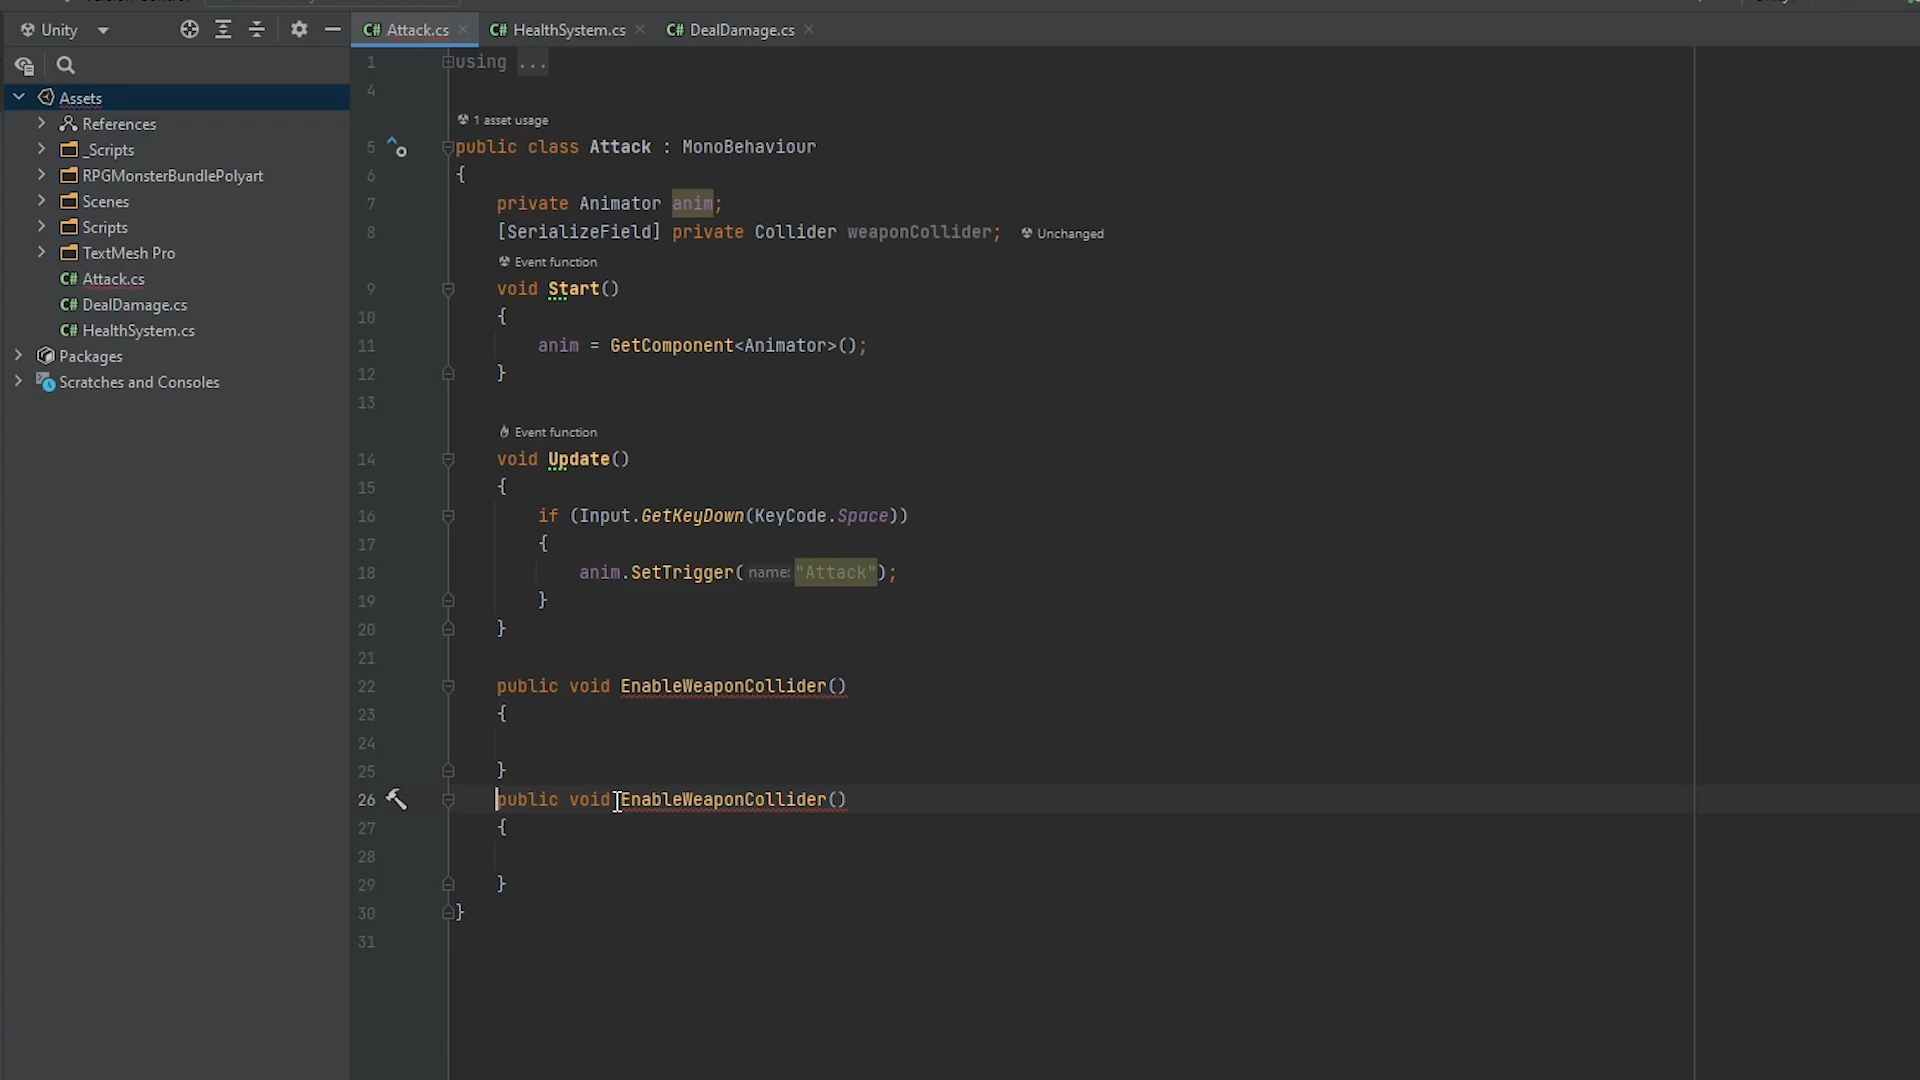 Unity
C# Attack.cs
C# HealthSystem.cs
C# DealDamage.cs
Assets
References
_Scripts
RPGMonsterBundlePolyart
Scenes
Scripts
TextMesh Pro
C# Attack.cs
C# DealDamage.cs
C# HealthSystem.cs
Packages
Scratches and Consoles
1 using ...
4
1 asset usage
5 public class Attack : MonoBehaviour
6 {
7 private Animator anim;
8 [SerializeField] private Collider weaponCollider; Unchanged
Event function
9 void Start()
10 {
11 anim = GetComponent<Animator>();
12 }
13
Event function
14 void Update()
15 {
16 if (Input.GetKeyDown(KeyCode.Space))
17 {
18 anim.SetTrigger( name: "Attack");
19 }
20 }
21
22 public void EnableWeaponCollider()
23 {
24
25 }
26 public void EnableWeaponCollider()
27 {
28
29 }
30 }
31